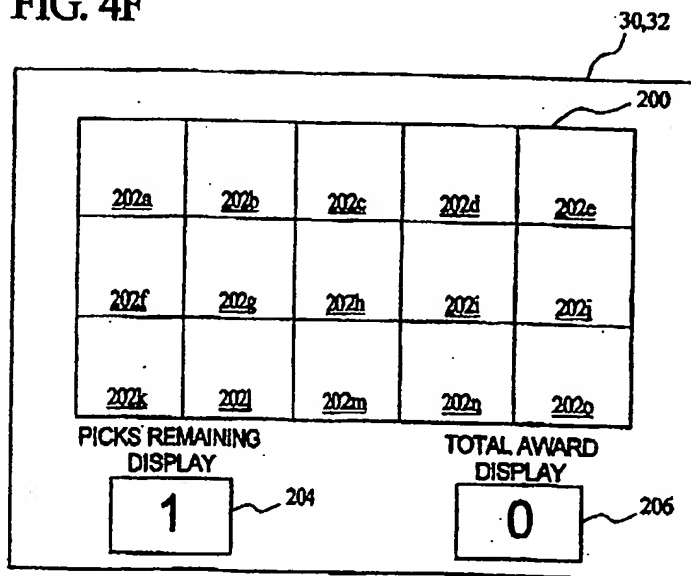 FIG. 4F
30,32
200
202a 202b 202c 202d 202e
202f 202g 202h 202i 202j
202k 202l 202m 202n 202o
PICKS REMAINING
DISPLAY
1
204
TOTAL AWARD
DISPLAY
0
206